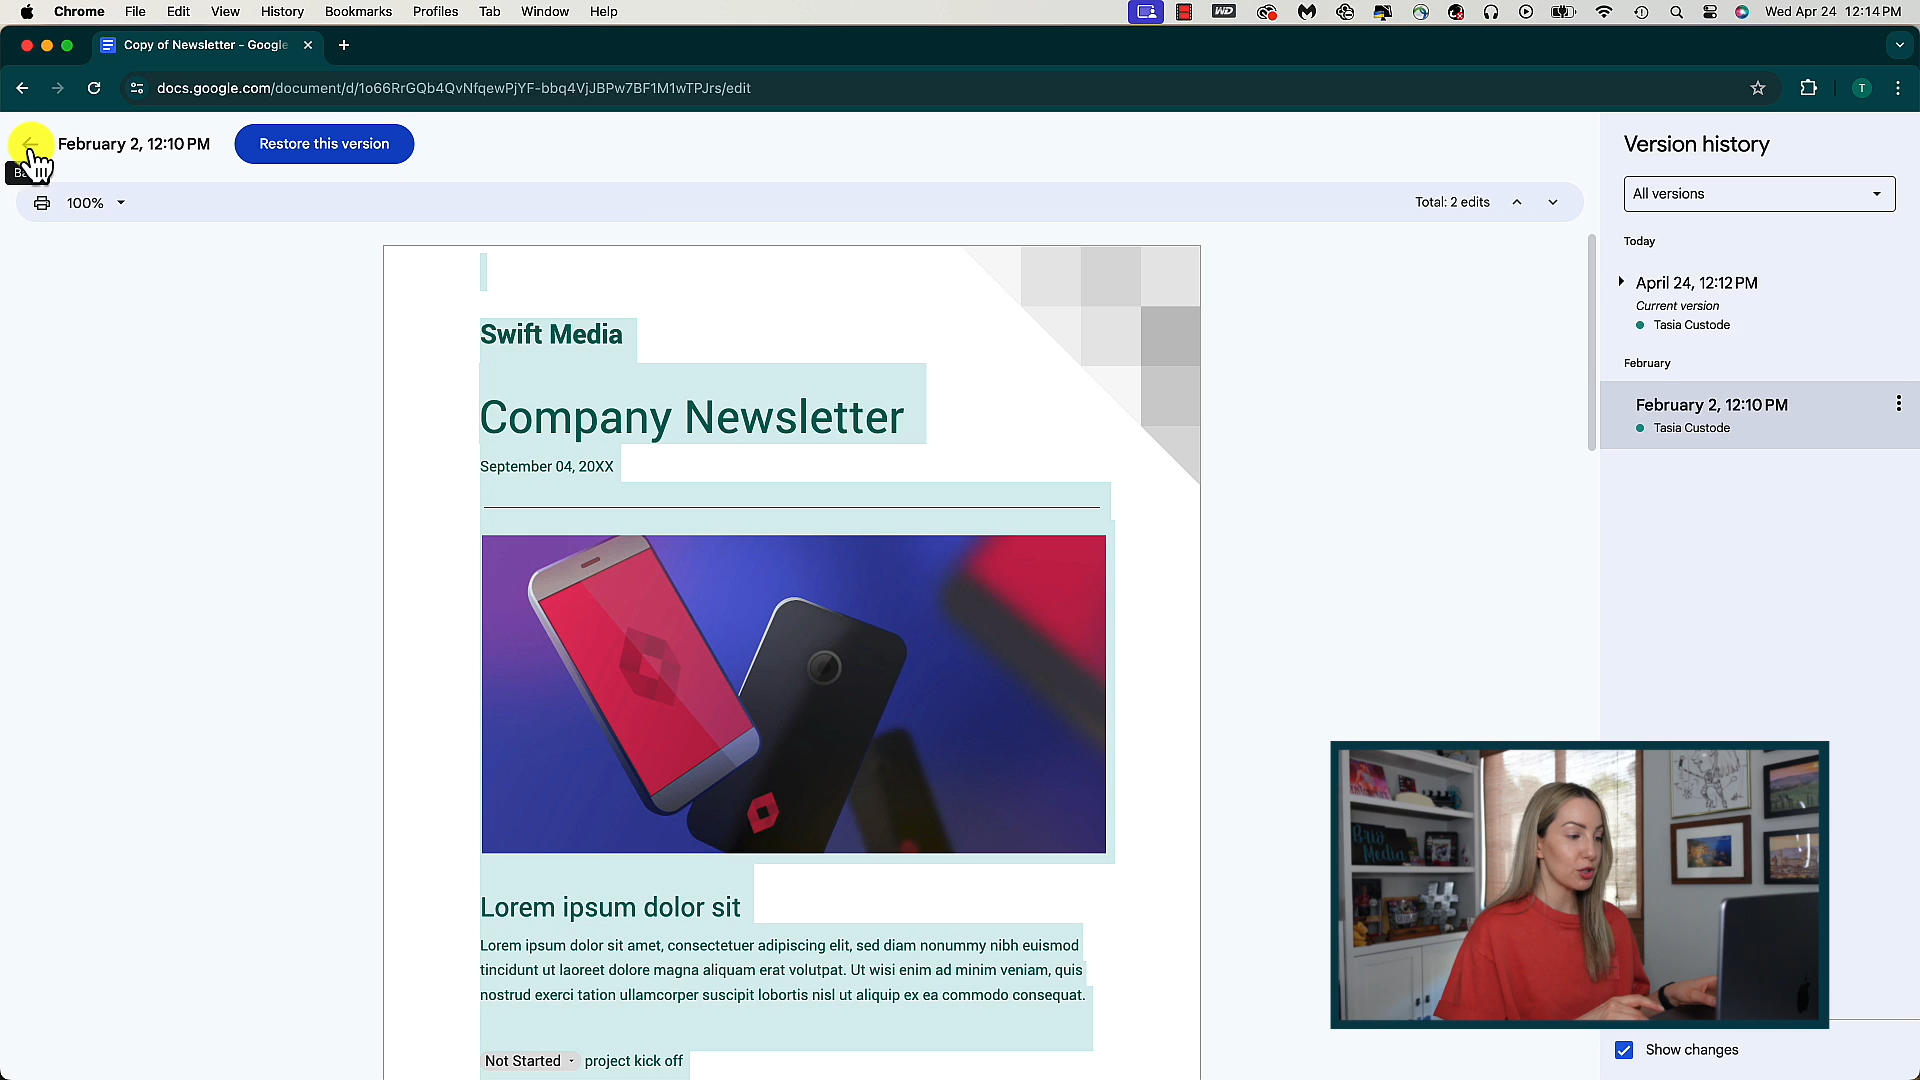 Chrome File Edit View History Bookmarks Profiles Tab Window Help
WD
Wed Apr 24 12:14 PM
Copy of Newsletter - Google
docs.google.com/document/d/1o66RrGQb4QvNfqewPjYF-bbq4VjJBPw7BF1M1wTPJrs/edit
T
February 2, 12:10 PM
Restore this version
100%
Total: 2 edits
Version history
All versions
Today
April 24, 12:12 PM
Current version
Tasia Custode
February
February 2, 12:10 PM
Tasia Custode
Swift Media
Company Newsletter
September 04, 20XX
Lorem ipsum dolor sit
Lorem ipsum dolor sit amet, consectetuer adipiscing elit, sed diam nonummy nibh euismod
tincidunt ut laoreet dolore magna aliquam erat volutpat. Ut wisi enim ad minim veniam, quis
nostrud exerci tation ullamcorper suscipit lobortis nisl ut aliquip ex ea commodo consequat.
Not Started project kick off
Brio
Media
Show changes